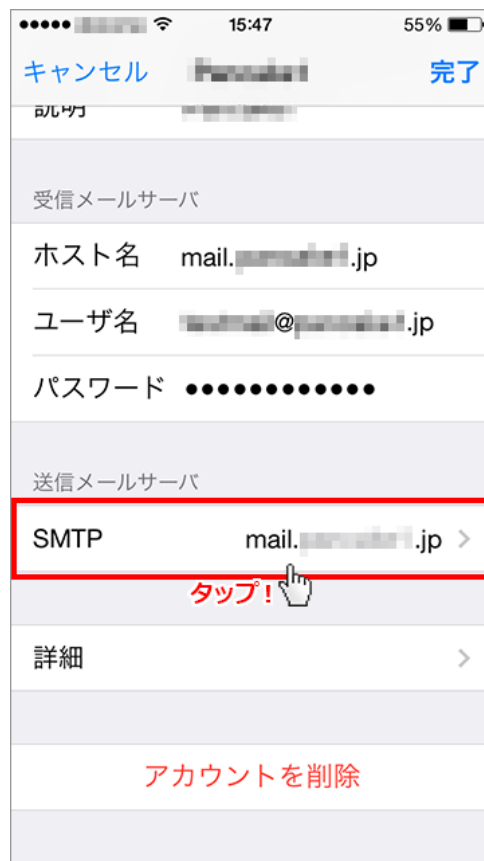 15:47 55%
キャンセル 完了
説明
受信メールサーバ
ホスト名 mail. .jp
ユーザ名 @ .jp
パスワード ●●●●●●●●●●●●
送信メールサーバ
SMTP mail. .jp
タップ！
詳細
アカウントを削除